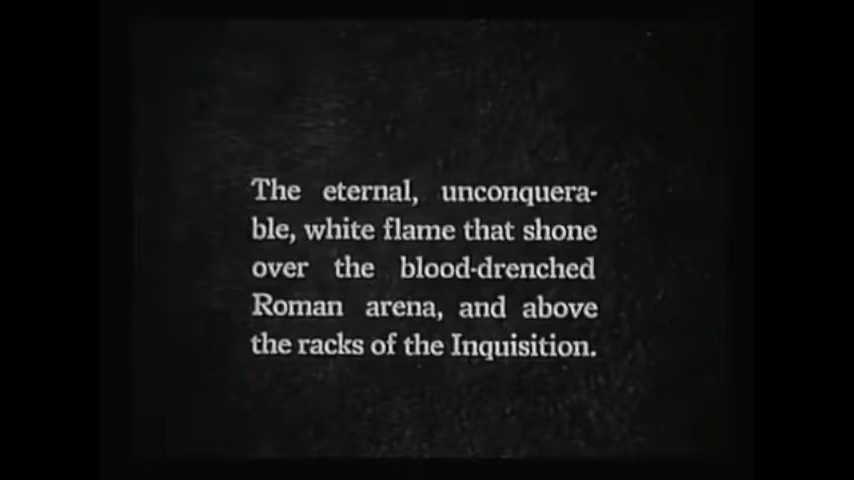 The eternal, unconquera-
ble, white flame that shone
over the blood-drenched
Roman arena, and above
the racks of the Inquisition.